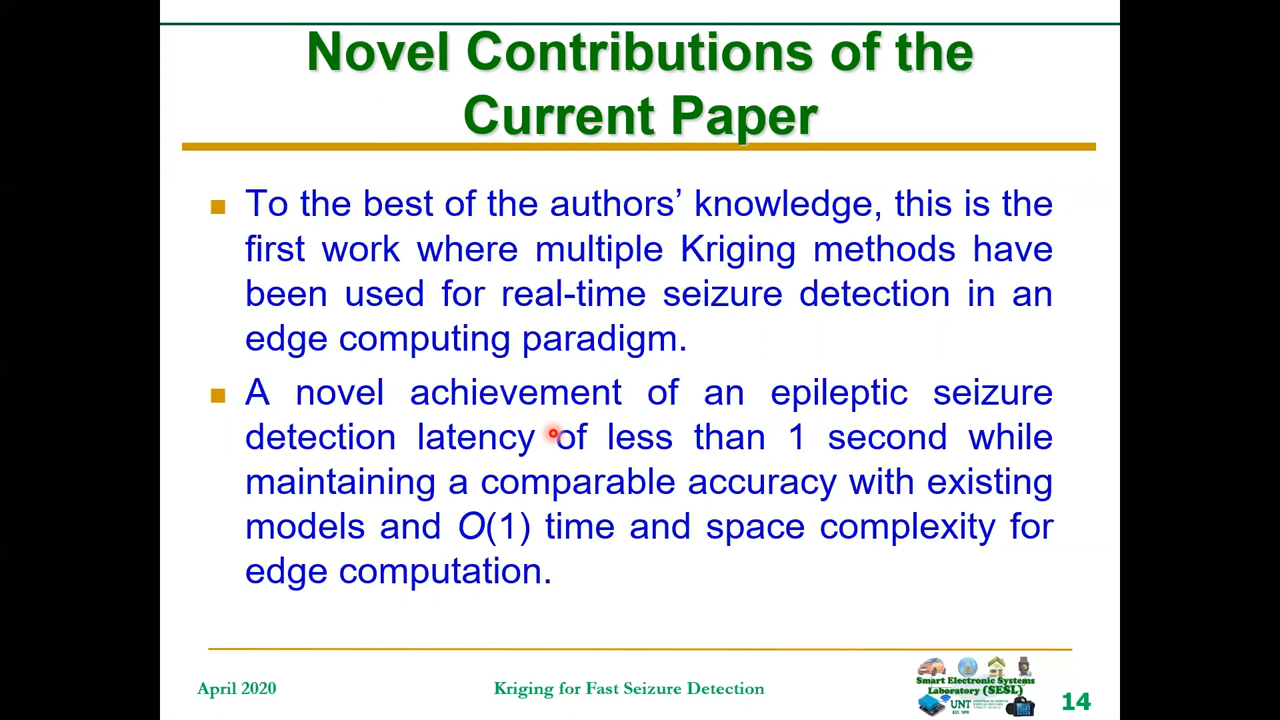 Novel Contributions of the
Current Paper
To the best of the authors’ knowledge, this is the
first work where multiple Kriging methods have
been used for real-time seizure detection in an
edge computing paradigm.
A novel achievement of an epileptic seizure
detection latency of less than 1 second while
maintaining a comparable accuracy with existing
models and O(1) time and space complexity for
edge computation.
April 2020
Kriging for Fast Seizure Detection
Smart Electronic Systems
Laboratory (SESL)
UNT
14